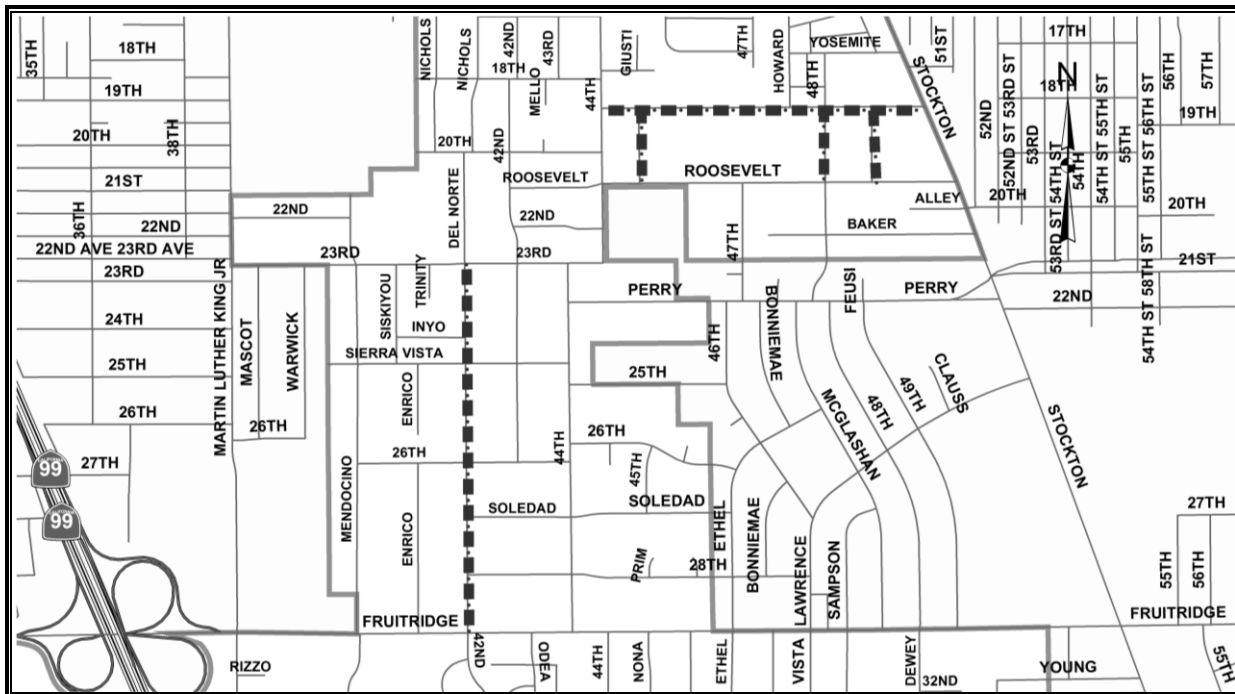 35TH
18TH
NICHOLS
NICHOLS
42ND
43RD
GIUSTI
47TH
HOWARD
YOSEMITE
51ST
17TH
56TH
57TH
18TH
MELLO
44TH
48TH
STOCKTON
N
18TH
19TH
19TH
20TH
38TH
20TH
42ND
52ND
52ND ST 53RD ST
53RD
53RD ST 54TH ST
54TH
54TH ST 55TH ST
55TH
55TH ST 56TH ST
21ST
ROOSEVELT
ROOSEVELT
ALLEY
20TH
20TH
36TH
22ND
22ND
DEL NORTE
22ND
BAKER
22ND AVE 23RD AVE
23RD
23RD
47TH
21ST
23RD
SISKIYOU
TRINITY
PERRY
BONNIEMAE
FEUSI
PERRY
22ND
54TH ST 58TH ST
24TH
MARTIN LUTHER KING JR
MASCOT
WARWICK
INYO
46TH
SIERRA VISTA
25TH
25TH
CLAUSS
ENRICO
MCGLASHAN
48TH
49TH
26TH
26TH
26TH
STOCKTON
99
27TH
MENDOCINO
26TH
44TH
45TH
99
SOLEDAD
SOLEDAD
ETHEL
27TH
ENRICO
PRIM
28TH
BONNIEMAE
LAWRENCE
SAMPSON
55TH
56TH
FRUITRIDGE
FRUITRIDGE
RIZZO
42ND
ODEA
44TH
NONA
ETHEL
VISTA
DEWEY
32ND
YOUNG
55TH